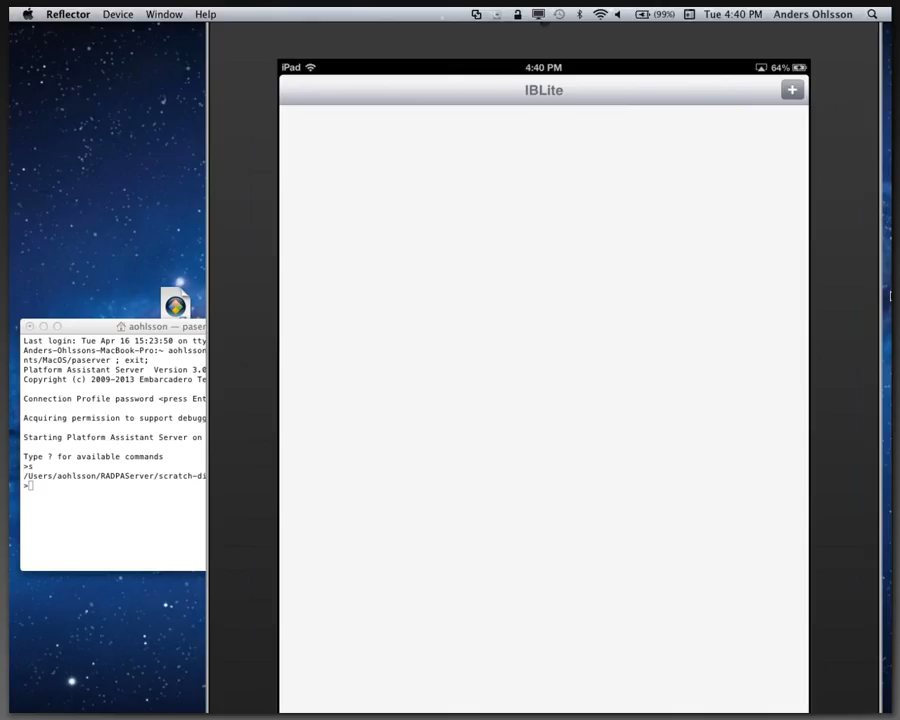 Reflector Device Window Help
(99%) Tue 4:40 PM Anders Ohlsson
iPad 4:40 PM 64%
IBLite
+
aohlsson — paser
Last login: Tue Apr 16 15:23:50 on tty
Anders-Ohlssons-MacBook-Pro:~ aohlsson
nts/MacOS/paserver ; exit;
Platform Assistant Server Version 3.0
Copyright (c) 2009-2013 Embarcadero Te
Connection Profile password <press Ent
Acquiring permission to support debugg
Starting Platform Assistant Server on
Type ? for available commands
>s
/Users/aohlsson/RADPAServer/scratch-di
>